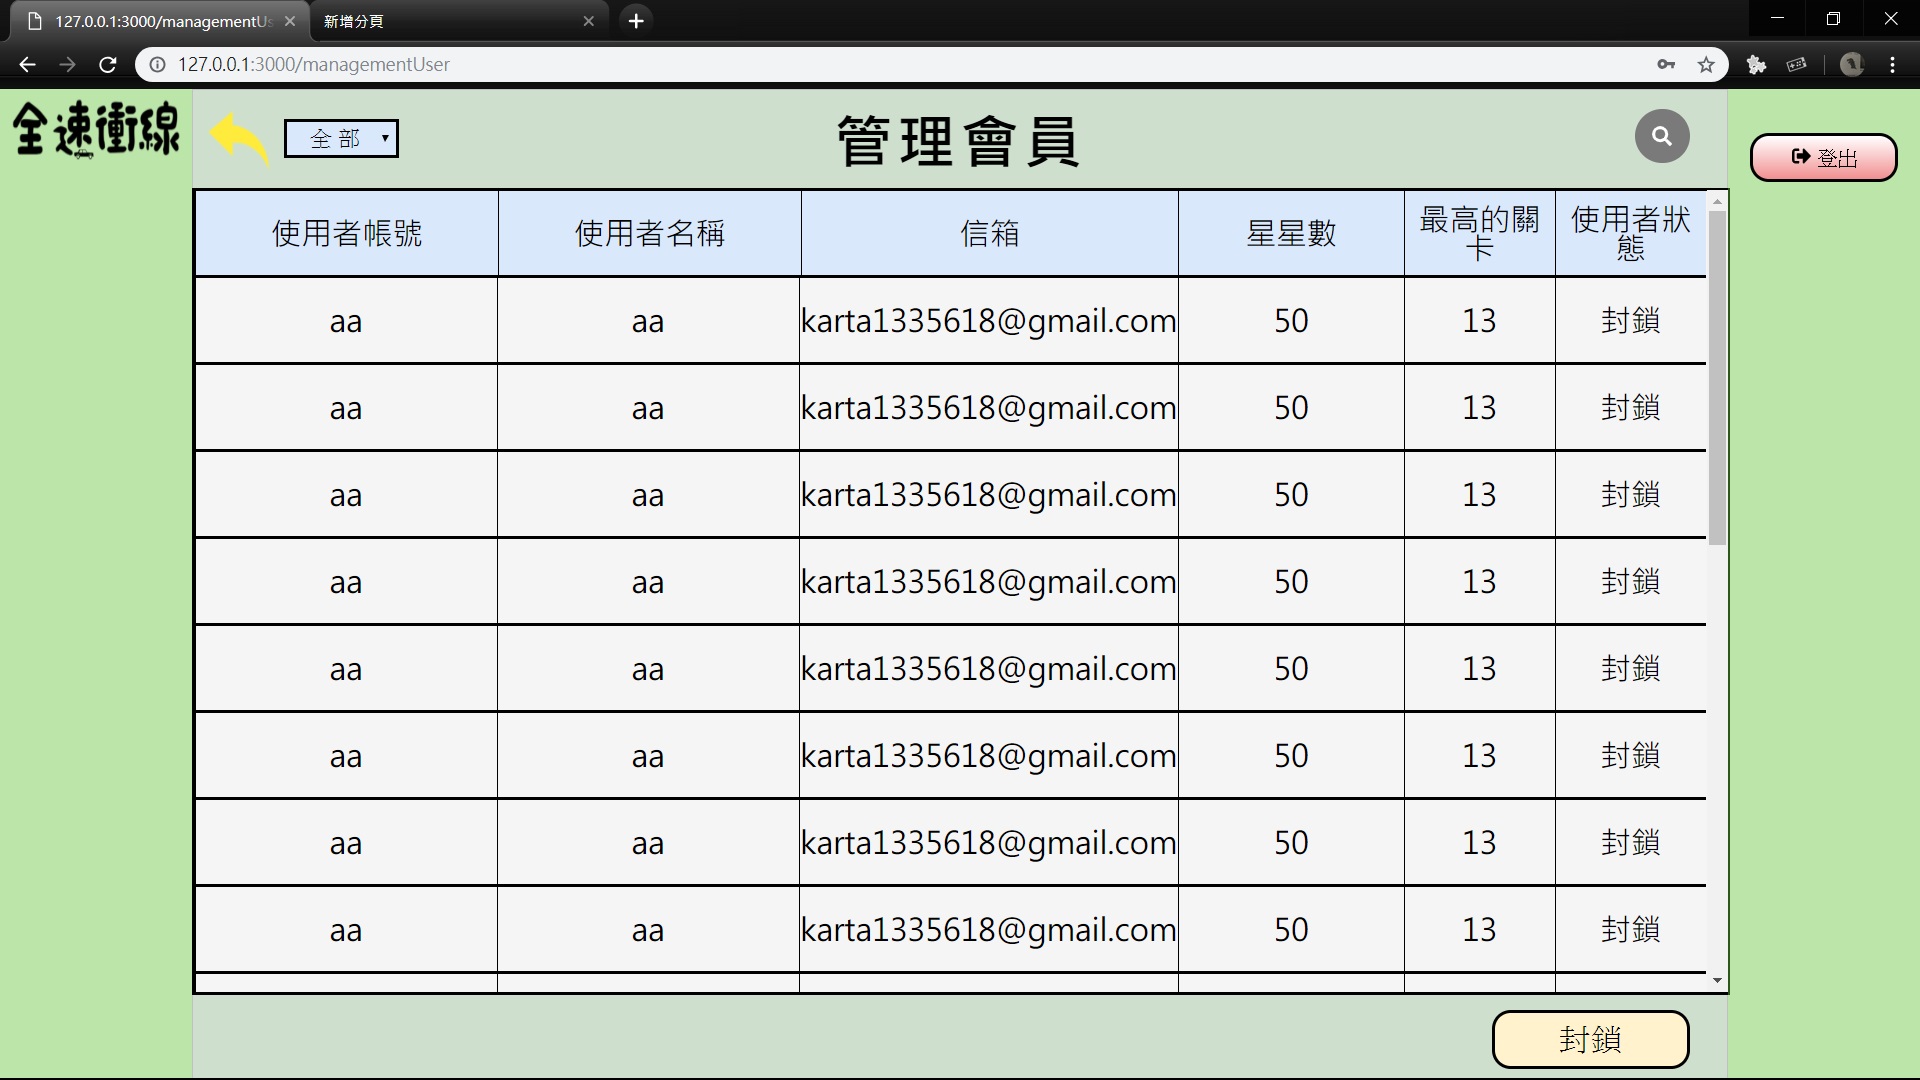 127.0.0.1:3000/managementUs
新增分頁
127.0.0.1:3000/managementUser
全速衝線
全 部
管理會員
登出
使用者帳號 使用者名稱 信箱 星星數 最高的關卡 使用者狀態
aa aa karta1335618@gmail.com 50 13 封鎖
aa aa karta1335618@gmail.com 50 13 封鎖
aa aa karta1335618@gmail.com 50 13 封鎖
aa aa karta1335618@gmail.com 50 13 封鎖
aa aa karta1335618@gmail.com 50 13 封鎖
aa aa karta1335618@gmail.com 50 13 封鎖
aa aa karta1335618@gmail.com 50 13 封鎖
aa aa karta1335618@gmail.com 50 13 封鎖
封鎖